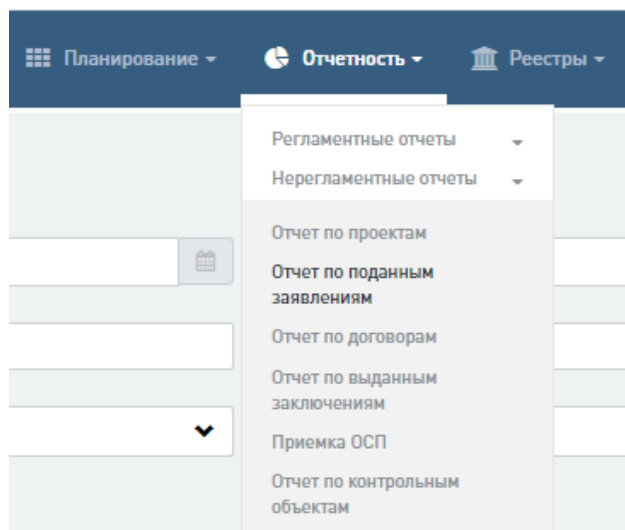 Планирование
Отчетность
Реестры
Регламентные отчеты
Нерегламентные отчеты
Отчет по проектам
Отчет по поданным
заявлениям
Отчет по договорам
Отчет по выданным
заключениям
Приемка ОСП
Отчет по контрольным
объектам